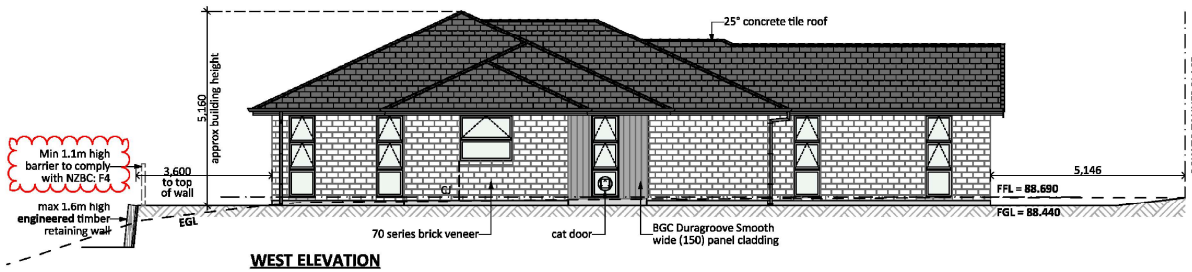 25° concrete tile roof
5,160
approx building height
Min 1.1m high
barrier to comply
with NZBC: F4
3,600
to top
of wall
max 1.6m high
engineered timber
retaining wall
EGL
CJ
70 series brick veneer
cat door
BGC Duragroove Smooth
wide (150) panel cladding
5,146
FFL = 88.690
FGL = 88.440
WEST ELEVATION